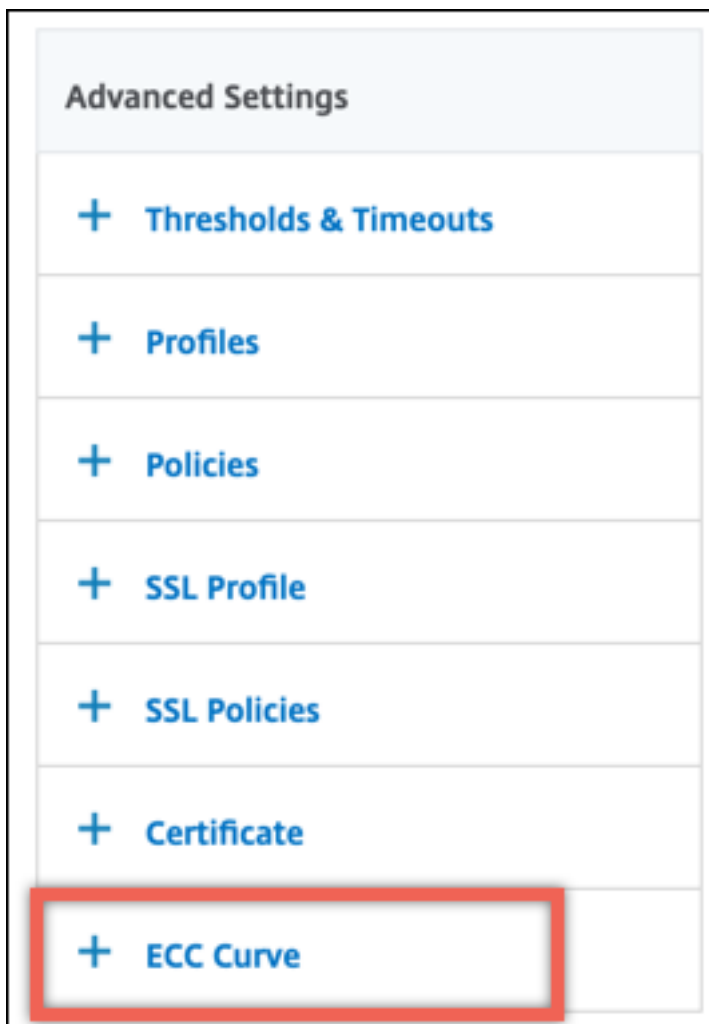 Advanced Settings
+ Thresholds & Timeouts
+ Profiles
+ Policies
+ SSL Profile
+ SSL Policies
+ Certificate
+ ECC Curve